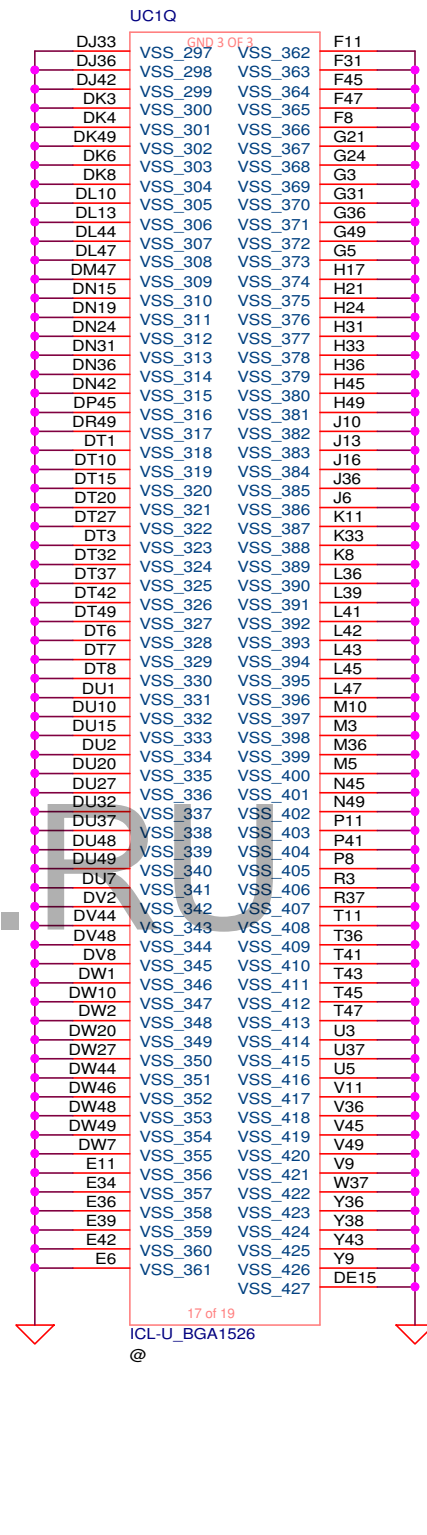 UC1Q
GND 3 OF 3
DJ33 VSS_297 VSS_362 F11
DJ36 VSS_298 VSS_363 F31
DJ42 VSS_299 VSS_364 F45
DK3 VSS_300 VSS_365 F47
DK4 VSS_301 VSS_366 F8
DK49 VSS_302 VSS_367 G21
DK6 VSS_303 VSS_368 G24
DK8 VSS_304 VSS_369 G3
DL10 VSS_305 VSS_370 G31
DL13 VSS_306 VSS_371 G36
DL44 VSS_307 VSS_372 G49
DL47 VSS_308 VSS_373 G5
DM47 VSS_309 VSS_374 H17
DN15 VSS_310 VSS_375 H21
DN19 VSS_311 VSS_376 H24
DN24 VSS_312 VSS_377 H31
DN31 VSS_313 VSS_378 H33
DN36 VSS_314 VSS_379 H36
DN42 VSS_315 VSS_380 H45
DP45 VSS_316 VSS_381 H49
DR49 VSS_317 VSS_382 J10
DT1 VSS_318 VSS_383 J13
DT10 VSS_319 VSS_384 J16
DT15 VSS_320 VSS_385 J36
DT20 VSS_321 VSS_386 J6
DT27 VSS_322 VSS_387 K11
DT3 VSS_323 VSS_388 K33
DT32 VSS_324 VSS_389 K8
DT37 VSS_325 VSS_390 L36
DT42 VSS_326 VSS_391 L39
DT49 VSS_327 VSS_392 L41
DT6 VSS_328 VSS_393 L42
DT7 VSS_329 VSS_394 L43
DT8 VSS_330 VSS_395 L45
DU1 VSS_331 VSS_396 L47
DU10 VSS_332 VSS_397 M10
DU15 VSS_333 VSS_398 M3
DU2 VSS_334 VSS_399 M36
DU20 VSS_335 VSS_400 M5
DU27 VSS_336 VSS_401 N45
DU32 VSS_337 VSS_402 N49
DU37 VSS_338 VSS_403 P11
DU48 VSS_339 VSS_404 P41
DU49 VSS_340 VSS_405 P8
DU7 VSS_341 VSS_406 R3
DV2 VSS_342 VSS_407 R37
DV44 VSS_343 VSS_408 T11
DV48 VSS_344 VSS_409 T36
DV8 VSS_345 VSS_410 T41
DW1 VSS_346 VSS_411 T43
DW10 VSS_347 VSS_412 T45
DW2 VSS_348 VSS_413 T47
DW20 VSS_349 VSS_414 U3
DW27 VSS_350 VSS_415 U37
DW44 VSS_351 VSS_416 U5
DW46 VSS_352 VSS_417 V11
DW48 VSS_353 VSS_418 V36
DW49 VSS_354 VSS_419 V45
DW7 VSS_355 VSS_420 V49
E11 VSS_356 VSS_421 V9
E34 VSS_357 VSS_422 W37
E36 VSS_358 VSS_423 Y36
E39 VSS_359 VSS_424 Y38
E42 VSS_360 VSS_425 Y43
E6 VSS_361 VSS_426 Y9
VSS_427 DE15
.RU
17 of 19
ICL-U_BGA1526
@